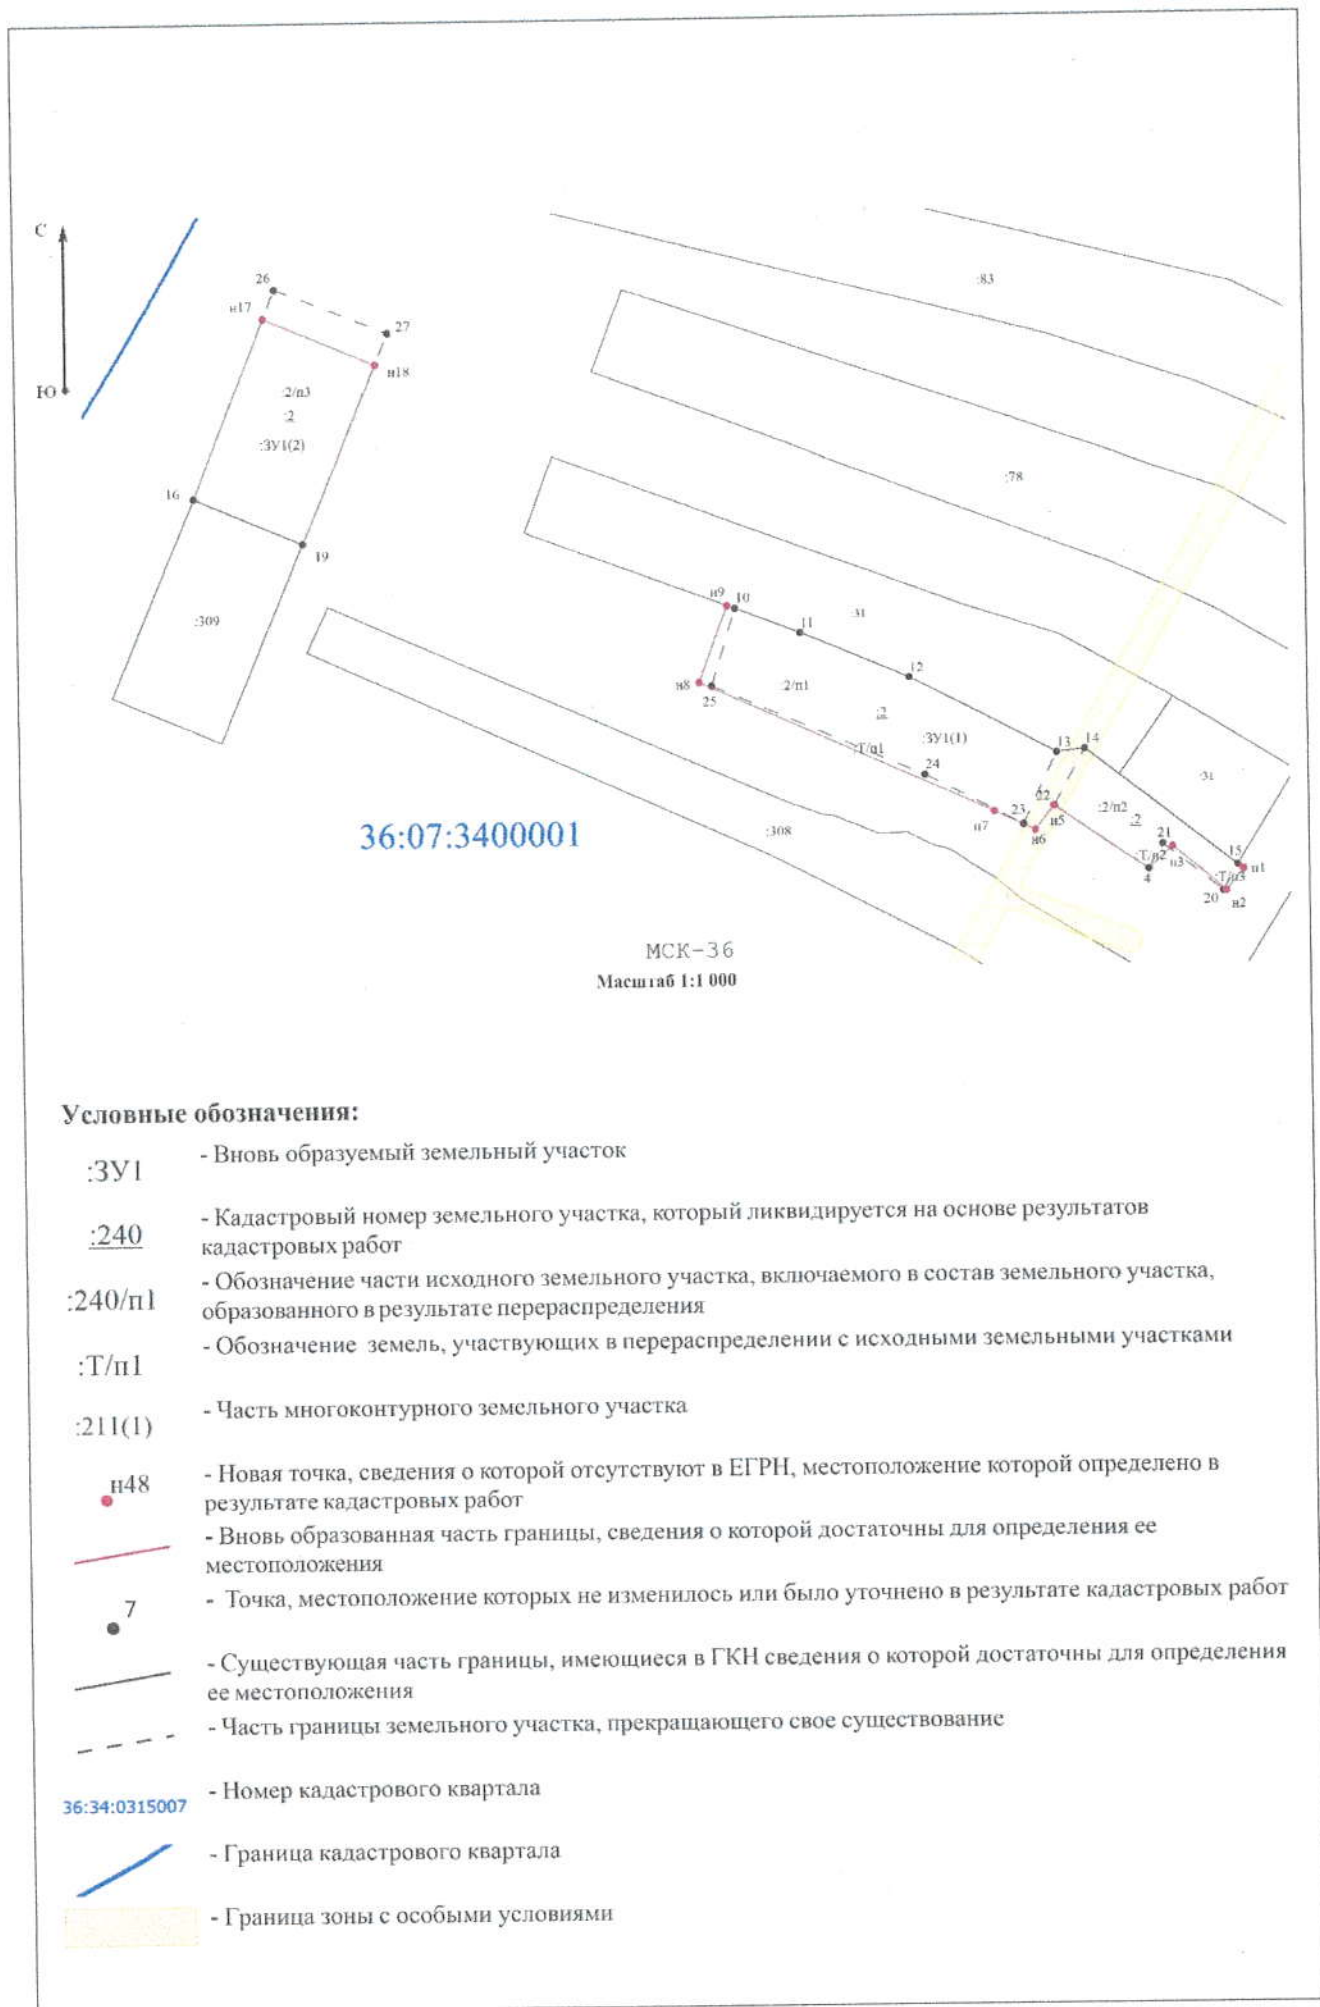 С
Ю
26
н17
27
н18
:2/п3
:2
:ЗУ1(2)
16
19
:309
:83
:78
н9
10
11
:31
12
н8
25
:2/п1
:2
:ЗУ1(1)
:Т/п1
24
13
14
:31
22
н5
:2/п2
:2
23
н6
н7
21
:Т/п2
н3
4
15
н1
:Т/п3
20
н2
:308
36:07:3400001
МСК-36
Масштаб 1:1 000
Условные обозначения:
:ЗУ1
- Вновь образуемый земельный участок
:240
- Кадастровый номер земельного участка, который ликвидируется на основе результатов
кадастровых работ
:240/п1
- Обозначение части исходного земельного участка, включаемого в состав земельного участка,
образованного в результате перераспределения
:Т/п1
- Обозначение земель, участвующих в перераспределении с исходными земельными участками
:211(1)
- Часть многоконтурного земельного участка
н48
- Новая точка, сведения о которой отсутствуют в ЕГРН, местоположение которой определено в
результате кадастровых работ
- Вновь образованная часть границы, сведения о которой достаточны для определения ее
местоположения
7
- Точка, местоположение которых не изменилось или было уточнено в результате кадастровых работ
- Существующая часть границы, имеющиеся в ГКН сведения о которой достаточны для определения
ее местоположения
- Часть границы земельного участка, прекращающего свое существование
36:34:0315007
- Номер кадастрового квартала
- Граница кадастрового квартала
- Граница зоны с особыми условиями